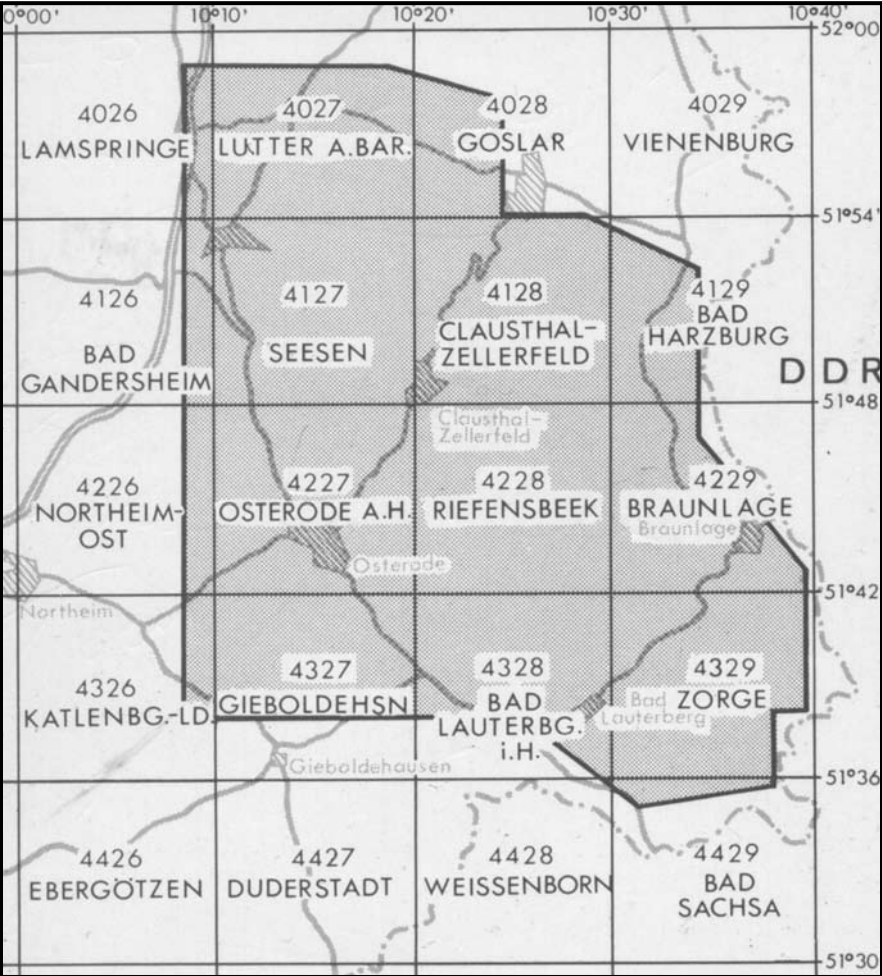 0°00' 10°10' 10°20' 10°30' 10°40'
52°00
4026 4027 4028 4029
LAMSPRINGE LUTTER A.BAR. GOSLAR VIENENBURG
51°54'
4126 4127 4128 4129
BAD GANDERSHEIM
SEESEN
CLAUSTHAL-
ZELLERFELD
BAD
HARZBURG
DDR
51°48
Clausthal-
Zellerfeld
4226 4227 4228 4229
NORTHEIM-
OST
OSTERODE A.H. RIEFENSBEEK BRAUNLAGE
Braunlage
Osterode
51°42
Northeim
4326 4327 4328 4329
KATLENBG.-LD. GIEBOLDEHSN
BAD
LAUTERBG.
i.H.
Bad
Lauterberg
ZORGE
Gieboldehausen
51°36
4426 4427 4428 4429
EBERGÖTZEN DUDERSTADT WEISSENBORN
BAD
SACHSA
51°30